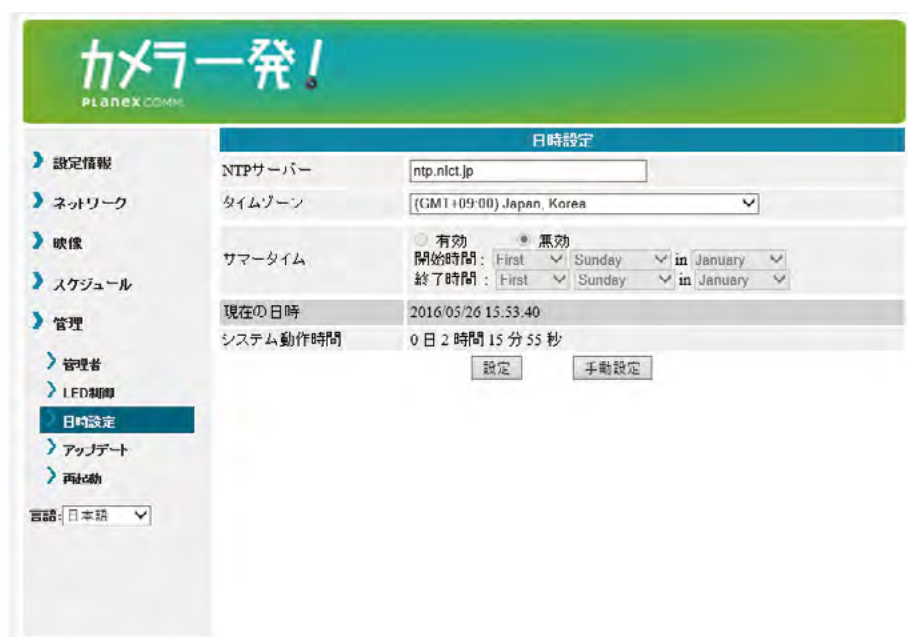 カメラ一発!
PLANEX COMM.
日時設定
設定情報
ネットワーク
映像
スケジュール
管理
管理者
LED制御
日時設定
アップデート
再起動
言語: 日本語
NTPサーバー ntp.nict.jp
タイムゾーン (GMT+09:00) Japan, Korea
サマータイム 有効 無効
開始時間 : First Sunday in January
終了時間 : First Sunday in January
現在の日時 2016/05/26 15:53:40
システム動作時間 0 日 2 時間 15 分 55 秒
設定 手動設定